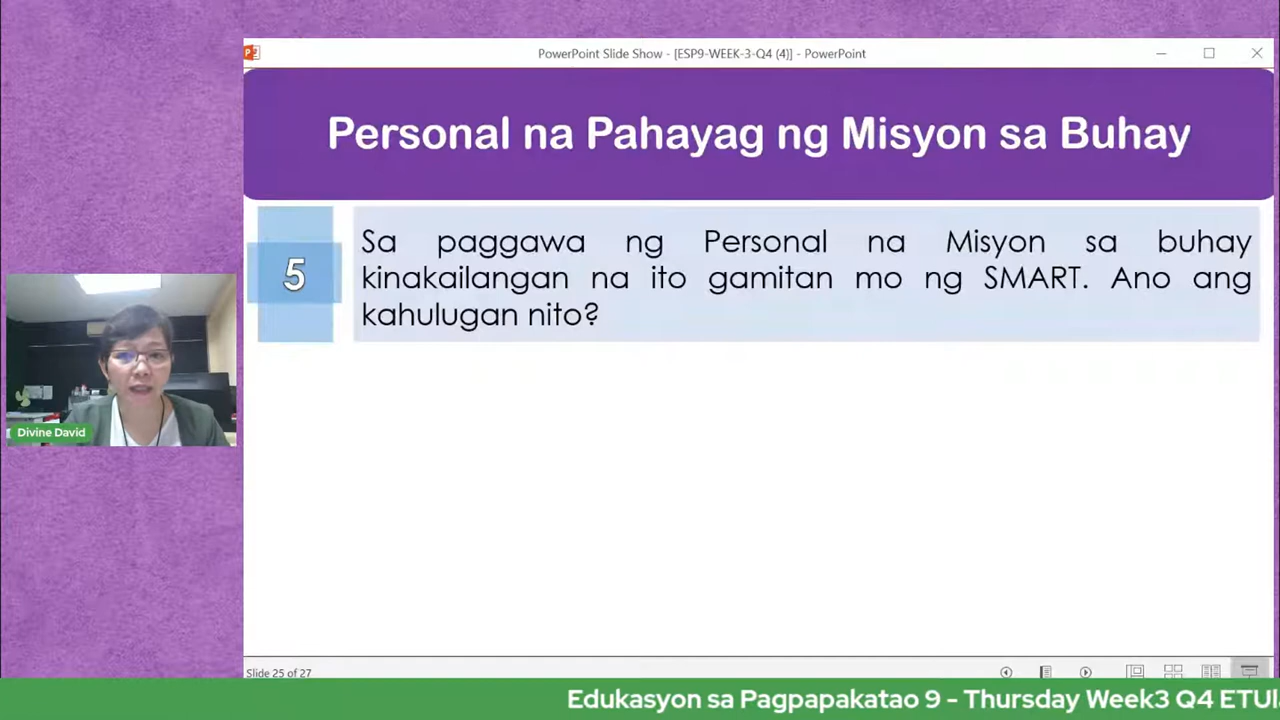 PowerPoint Slide Show - [ESP9-WEEK-3-Q4 (4)] - PowerPoint
Personal na Pahayag ng Misyon sa Buhay
5
Sa paggawa ng Personal na Misyon sa buhay
kinakailangan na ito gamitan mo ng SMART. Ano ang
kahulugan nito?
Divine David
Slide 25 of 27
Edukasyon sa Pagpapakatao 9 - Thursday Week3 Q4